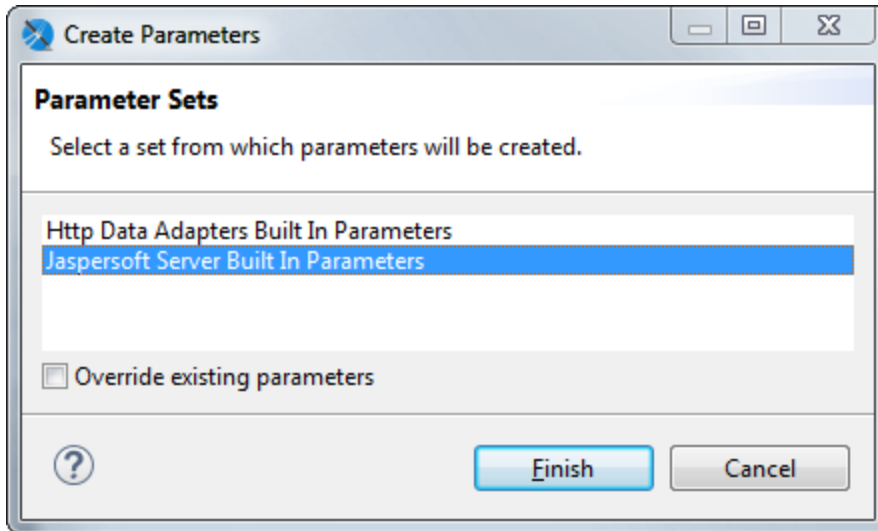 Create Parameters
Parameter Sets
Select a set from which parameters will be created.
Http Data Adapters Built In Parameters
Jaspersoft Server Built In Parameters
Override existing parameters
?
Finish Cancel